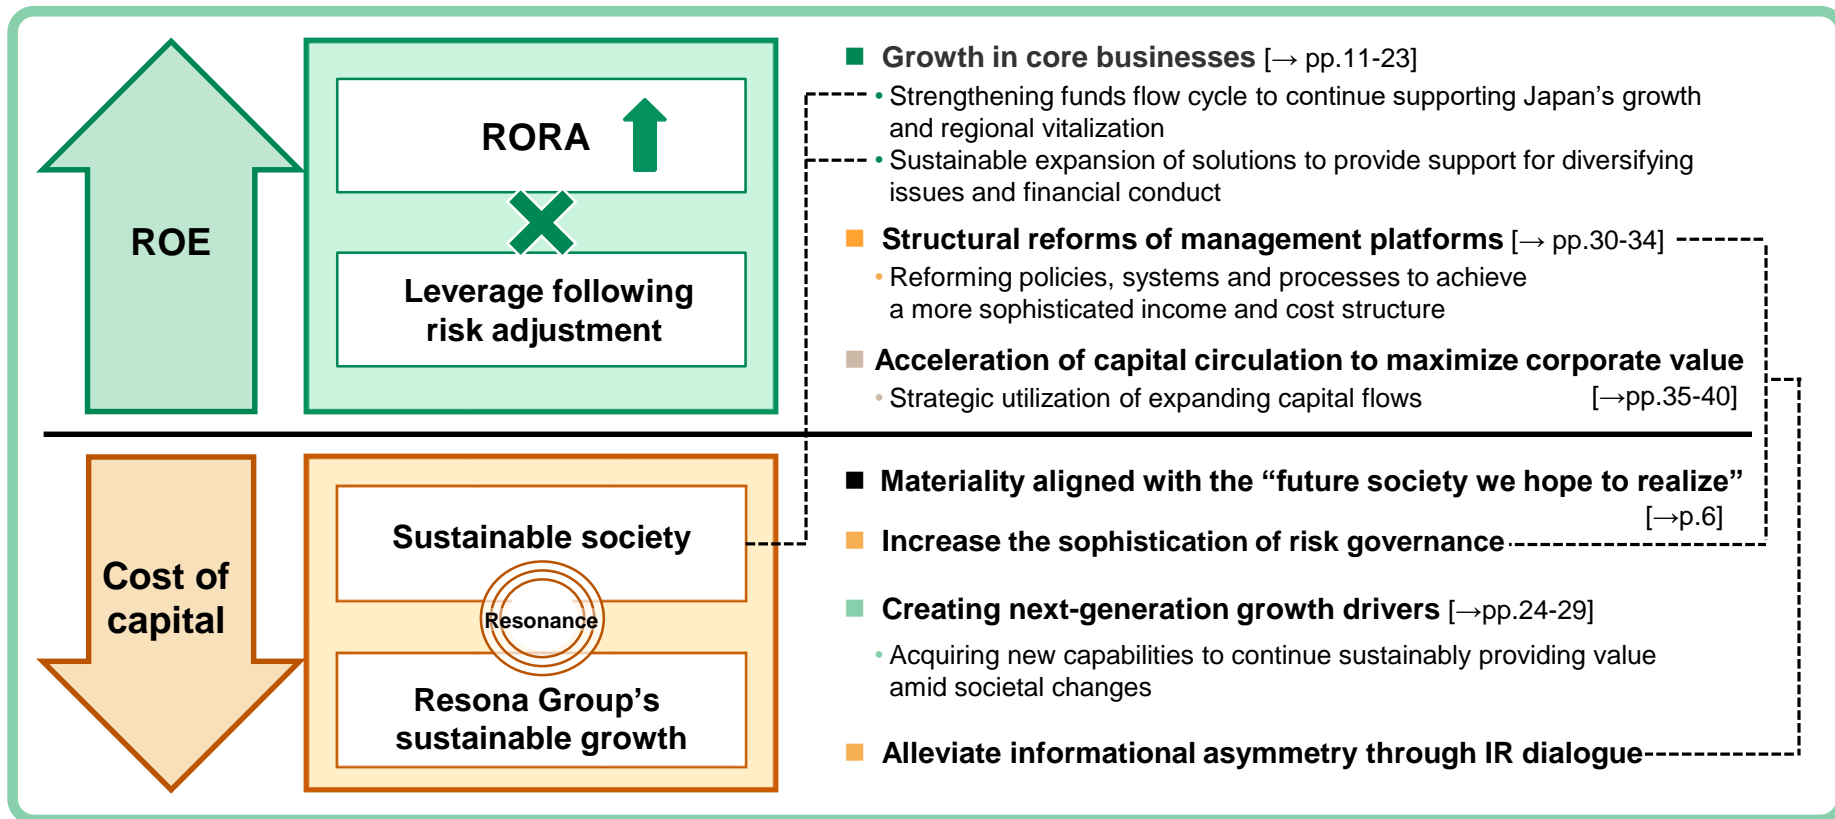 ROE
RORA
Leverage following
risk adjustment
■ Growth in core businesses [→ pp.11-23]
• Strengthening funds flow cycle to continue supporting Japan’s growth
and regional vitalization
• Sustainable expansion of solutions to provide support for diversifying
issues and financial conduct
■ Structural reforms of management platforms [→ pp.30-34]
• Reforming policies, systems and processes to achieve
a more sophisticated income and cost structure
■ Acceleration of capital circulation to maximize corporate value
• Strategic utilization of expanding capital flows [→pp.35-40]
Cost of
capital
Sustainable society
Resonance
Resona Group’s
sustainable growth
■ Materiality aligned with the “future society we hope to realize”
[→p.6]
■ Increase the sophistication of risk governance
■ Creating next-generation growth drivers [→pp.24-29]
• Acquiring new capabilities to continue sustainably providing value
amid societal changes
■ Alleviate informational asymmetry through IR dialogue